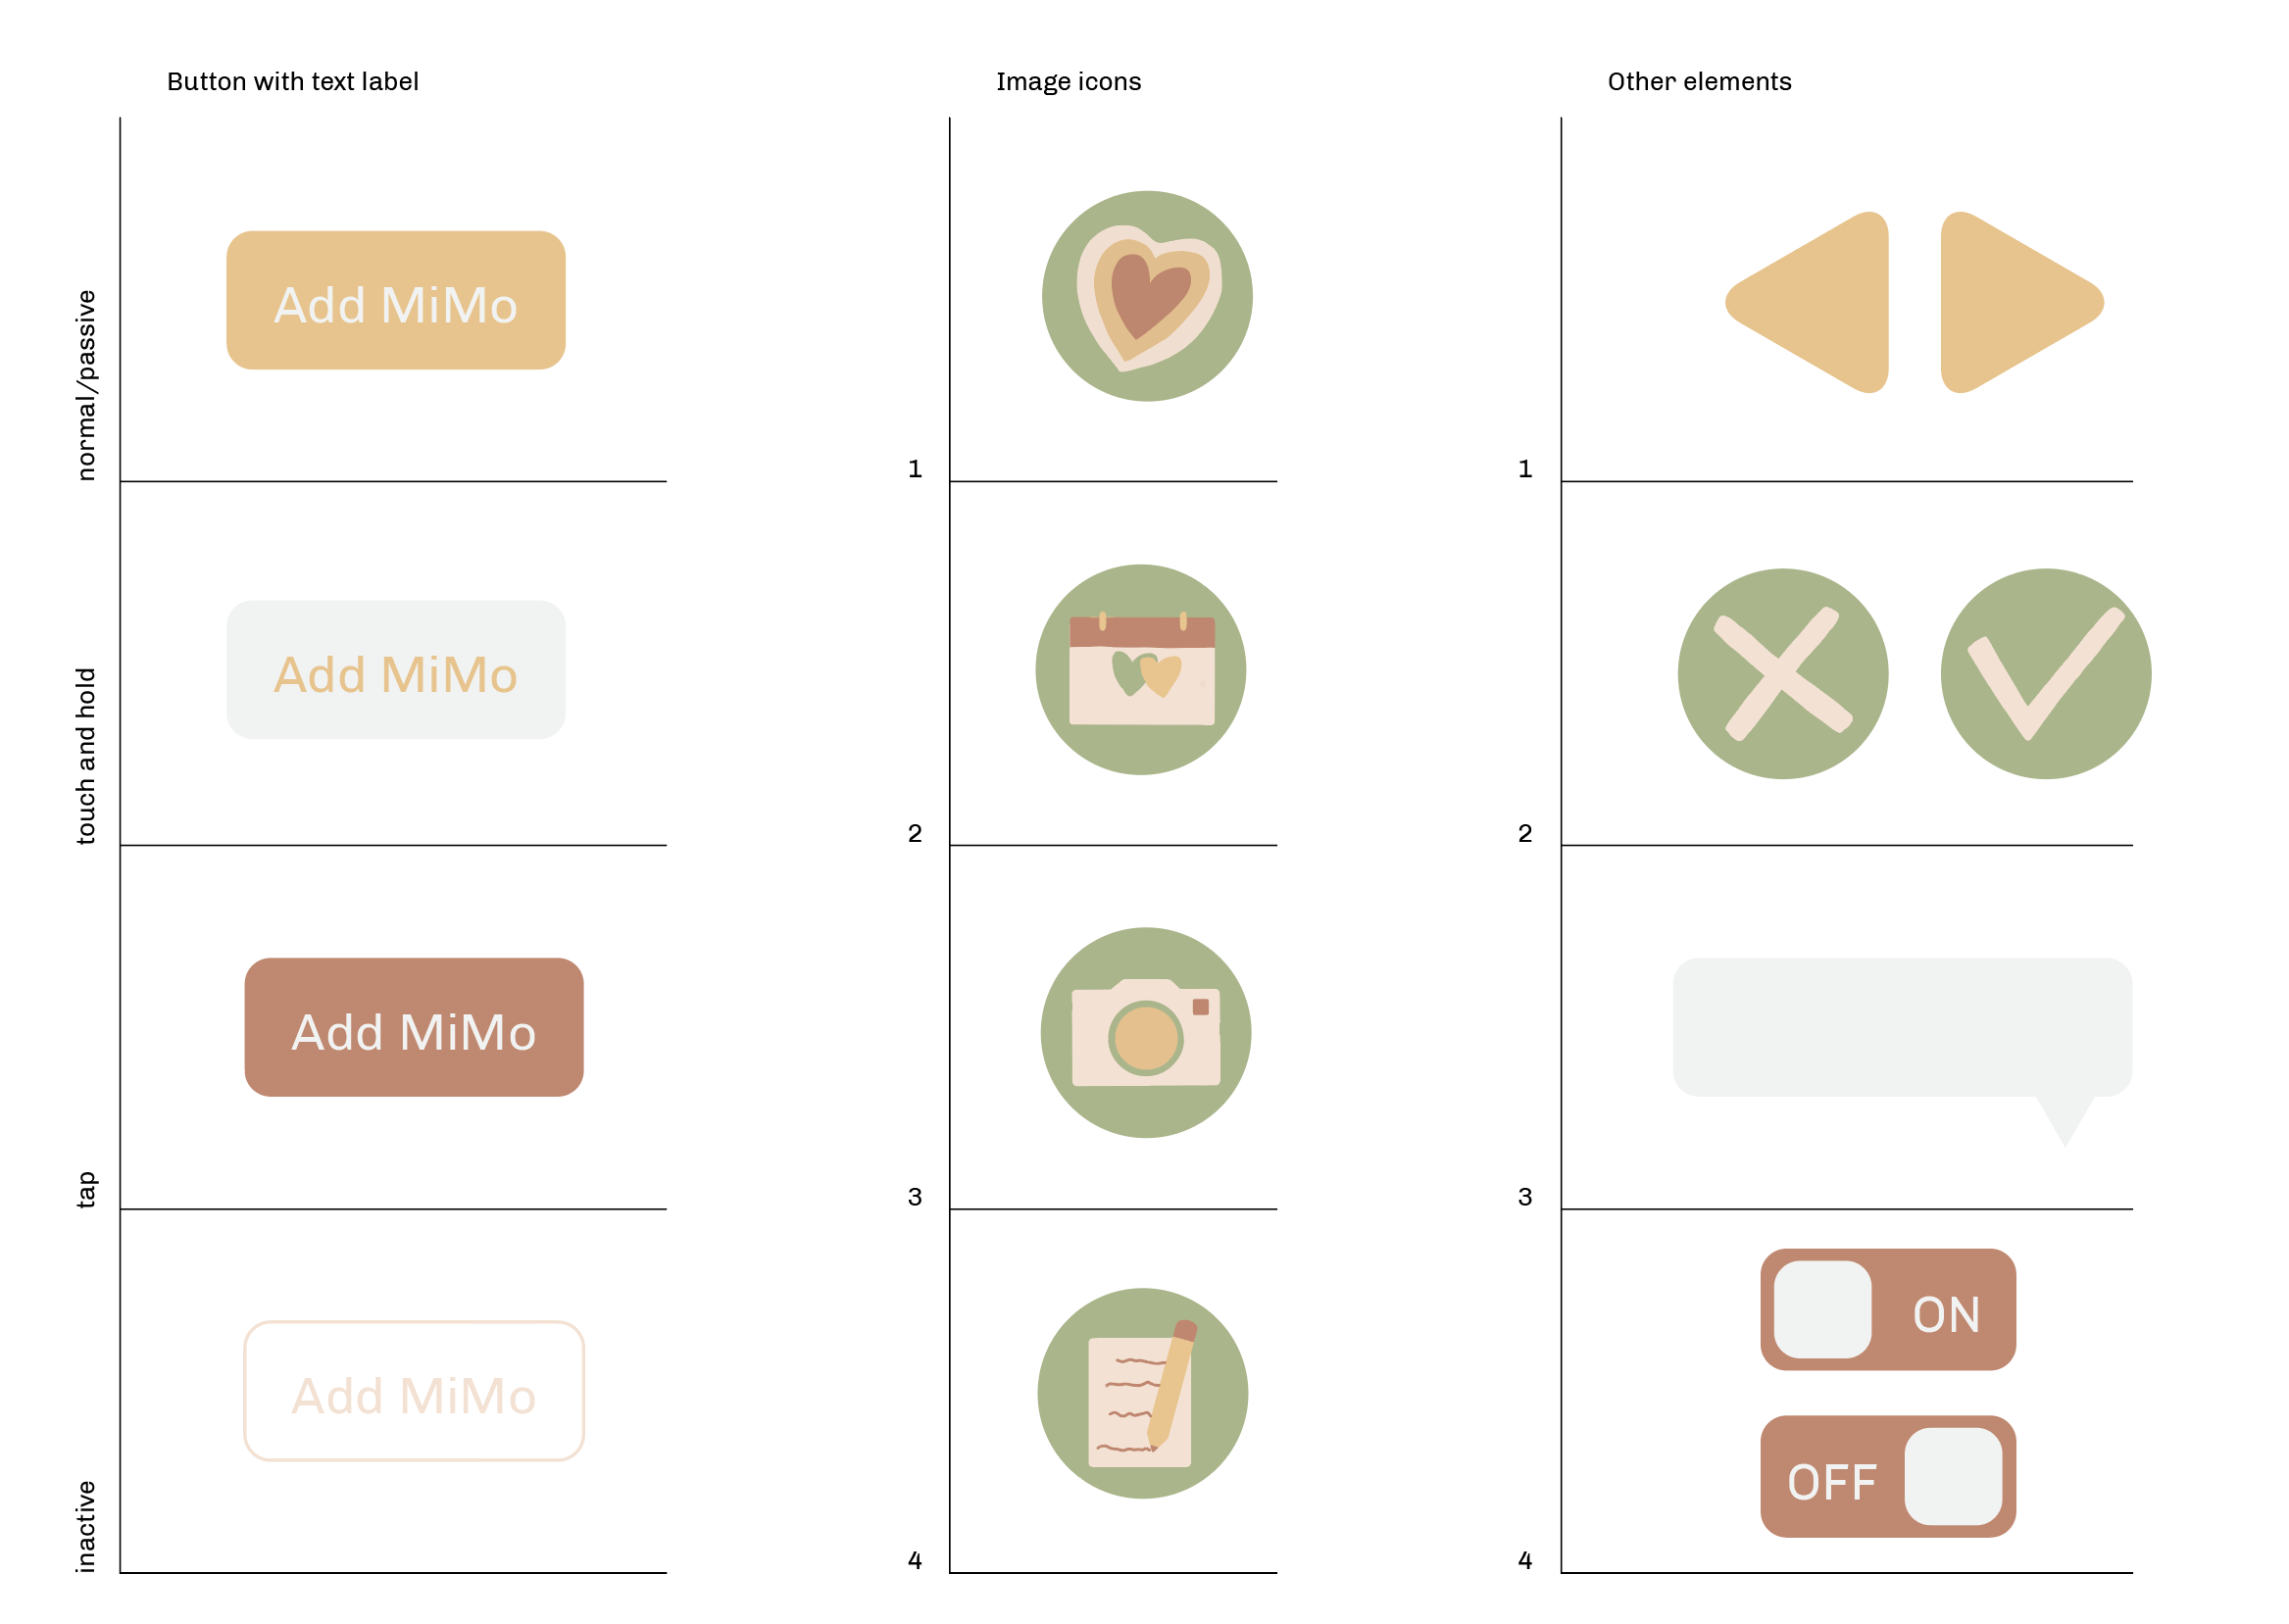 Button with text label
Image icons
Other elements
normal/passive
Add MiMo
1
1
touch and hold
Add MiMo
2
2
tap
Add MiMo
3
3
inactive
Add MiMo
4
ON
OFF
4